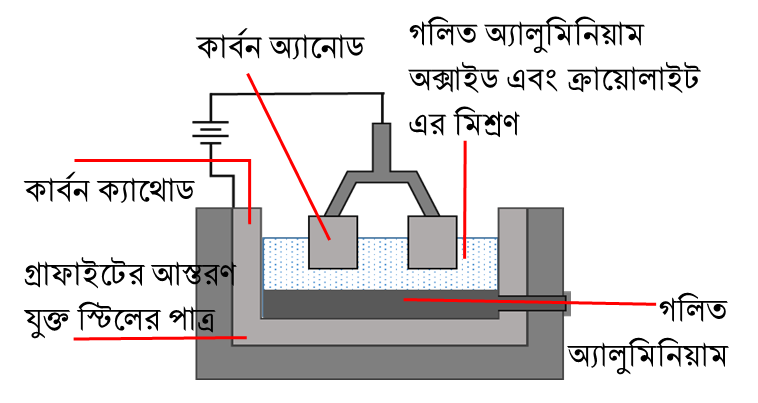 কার্বন অ্যানোড
গলিত অ্যালুমিনিয়াম
অক্সাইড এবং ক্রায়োলাইট
এর মিশ্রণ
কার্বন ক্যাথোড
গ্রাফাইটের আস্তরণ
যুক্ত স্টিলের পাত্র
গলিত
অ্যালুমিনিয়াম